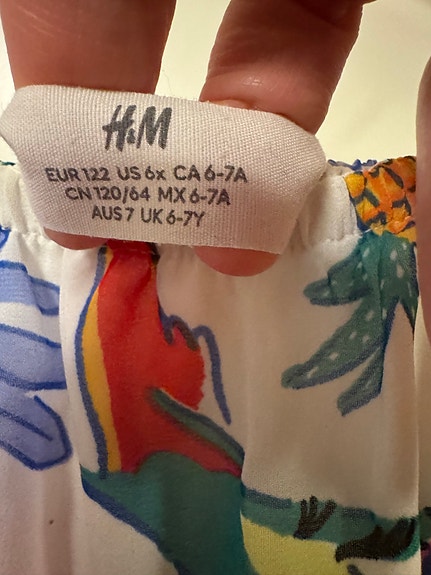 H&M
EUR 122 US 6x CA 6-7A
CN 120/64 MX 6-7A
AUS 7 UK 6-7Y